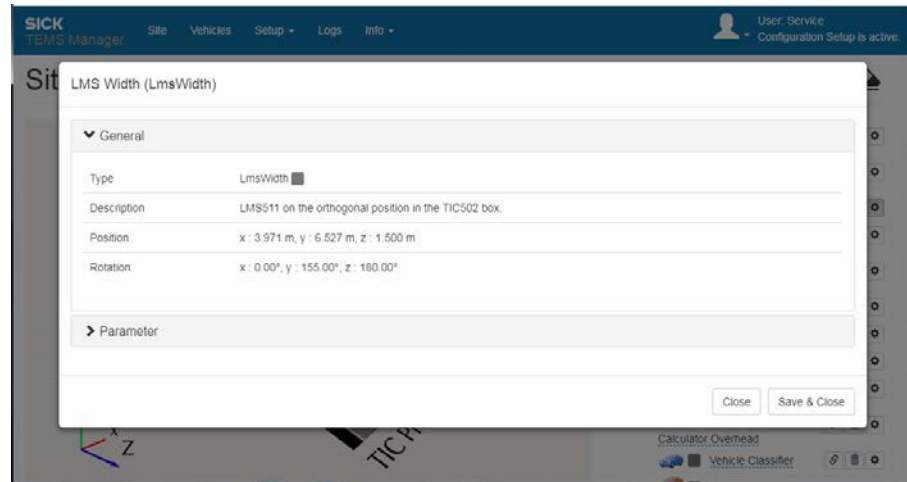 SICK
TEMS Manager Site Vehicles Setup Logs Info
User: Service
Configuration Setup is active.
Sit
LMS Width (LmsWidth)
General
Type LmsWidth
Description LMS511 on the orthogonal position in the TIC502 box.
Position x : 3.971 m, y : 6.527 m, z : 1.500 m
Rotation x : 0.00°, y : 155.00°, z : 180.00°
Parameter
Close Save & Close
X
Z
TIC
Calculator Overhead
Vehicle Classifier